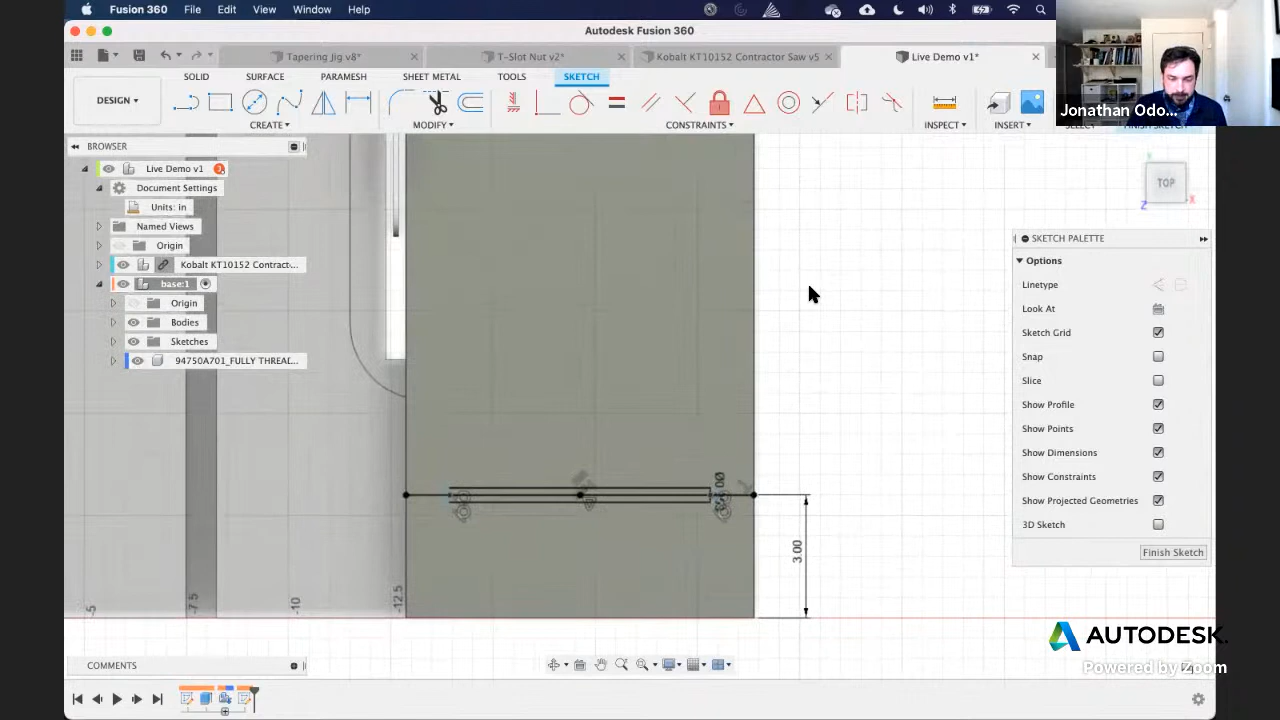 Fusion 360 File Edit View Window Help
Autodesk Fusion 360
Tapering Jig v8* T-Slot Nut v2* Kobalt KT10152 Contractor Saw v5 Live Demo v1*
SOLID SURFACE PARAMESH SHEET METAL TOOLS SKETCH
DESIGN
CREATE MODIFY CONSTRAINTS INSPECT INSERT
Jonathan Odo...
BROWSER
Live Demo v1
Document Settings
Units: in
Named Views
Origin
Kobalt KT10152 Contract...
base:1
Origin
Bodies
Sketches
94750A701_FULLY THREAD...
TOP
Z X
SKETCH PALETTE
Options
Linetype
Look At
Sketch Grid
Snap
Slice
Show Profile
Show Points
Show Dimensions
Show Constraints
Show Projected Geometries
3D Sketch
Finish Sketch
3.00
-5 -7.5 -10 -12.5
AUTODESK
Powered by Zoom
COMMENTS